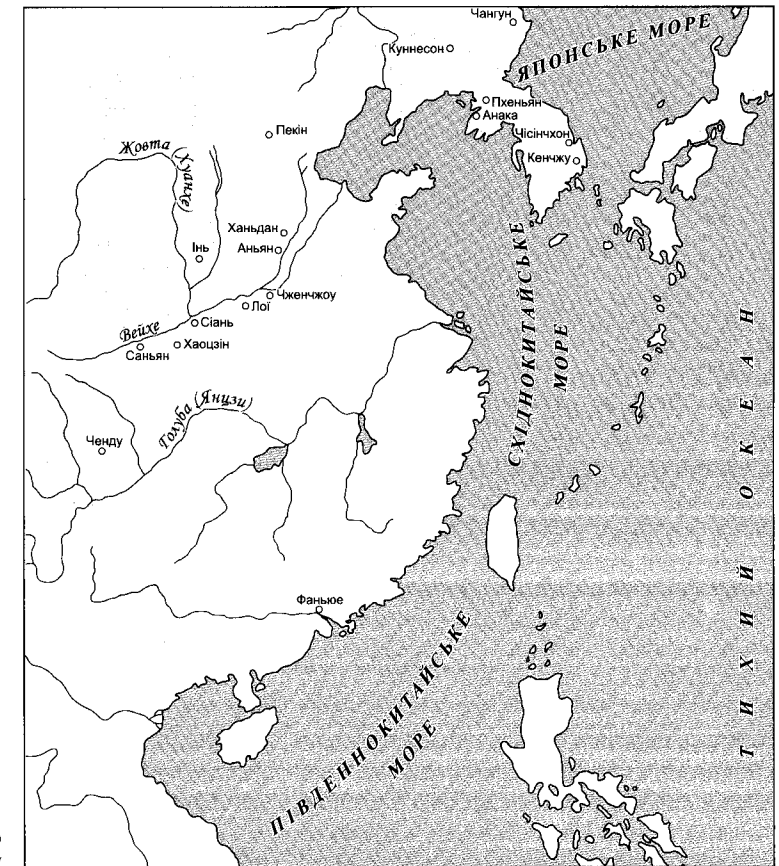 Чангун
ЯПОНСЬКЕ МОРЕ
Куннесон
Пхеньян
Анака
Пекін
Чісінчхон
Кенчжу
Жовта
(Хуанхе)
Ханьдан
Аньян
Інь
Чженчжоу
Лої
Сіань
Вейхе
Саньян
Хаоцзін
СХІДНОКИТАЙСЬКЕ
МОРЕ
Голуба (Янцзи)
Ченду
ТИХИЙ ОКЕАН
Фаньюе
ПІВДЕННОКИТАЙСЬКЕ
МОРЕ